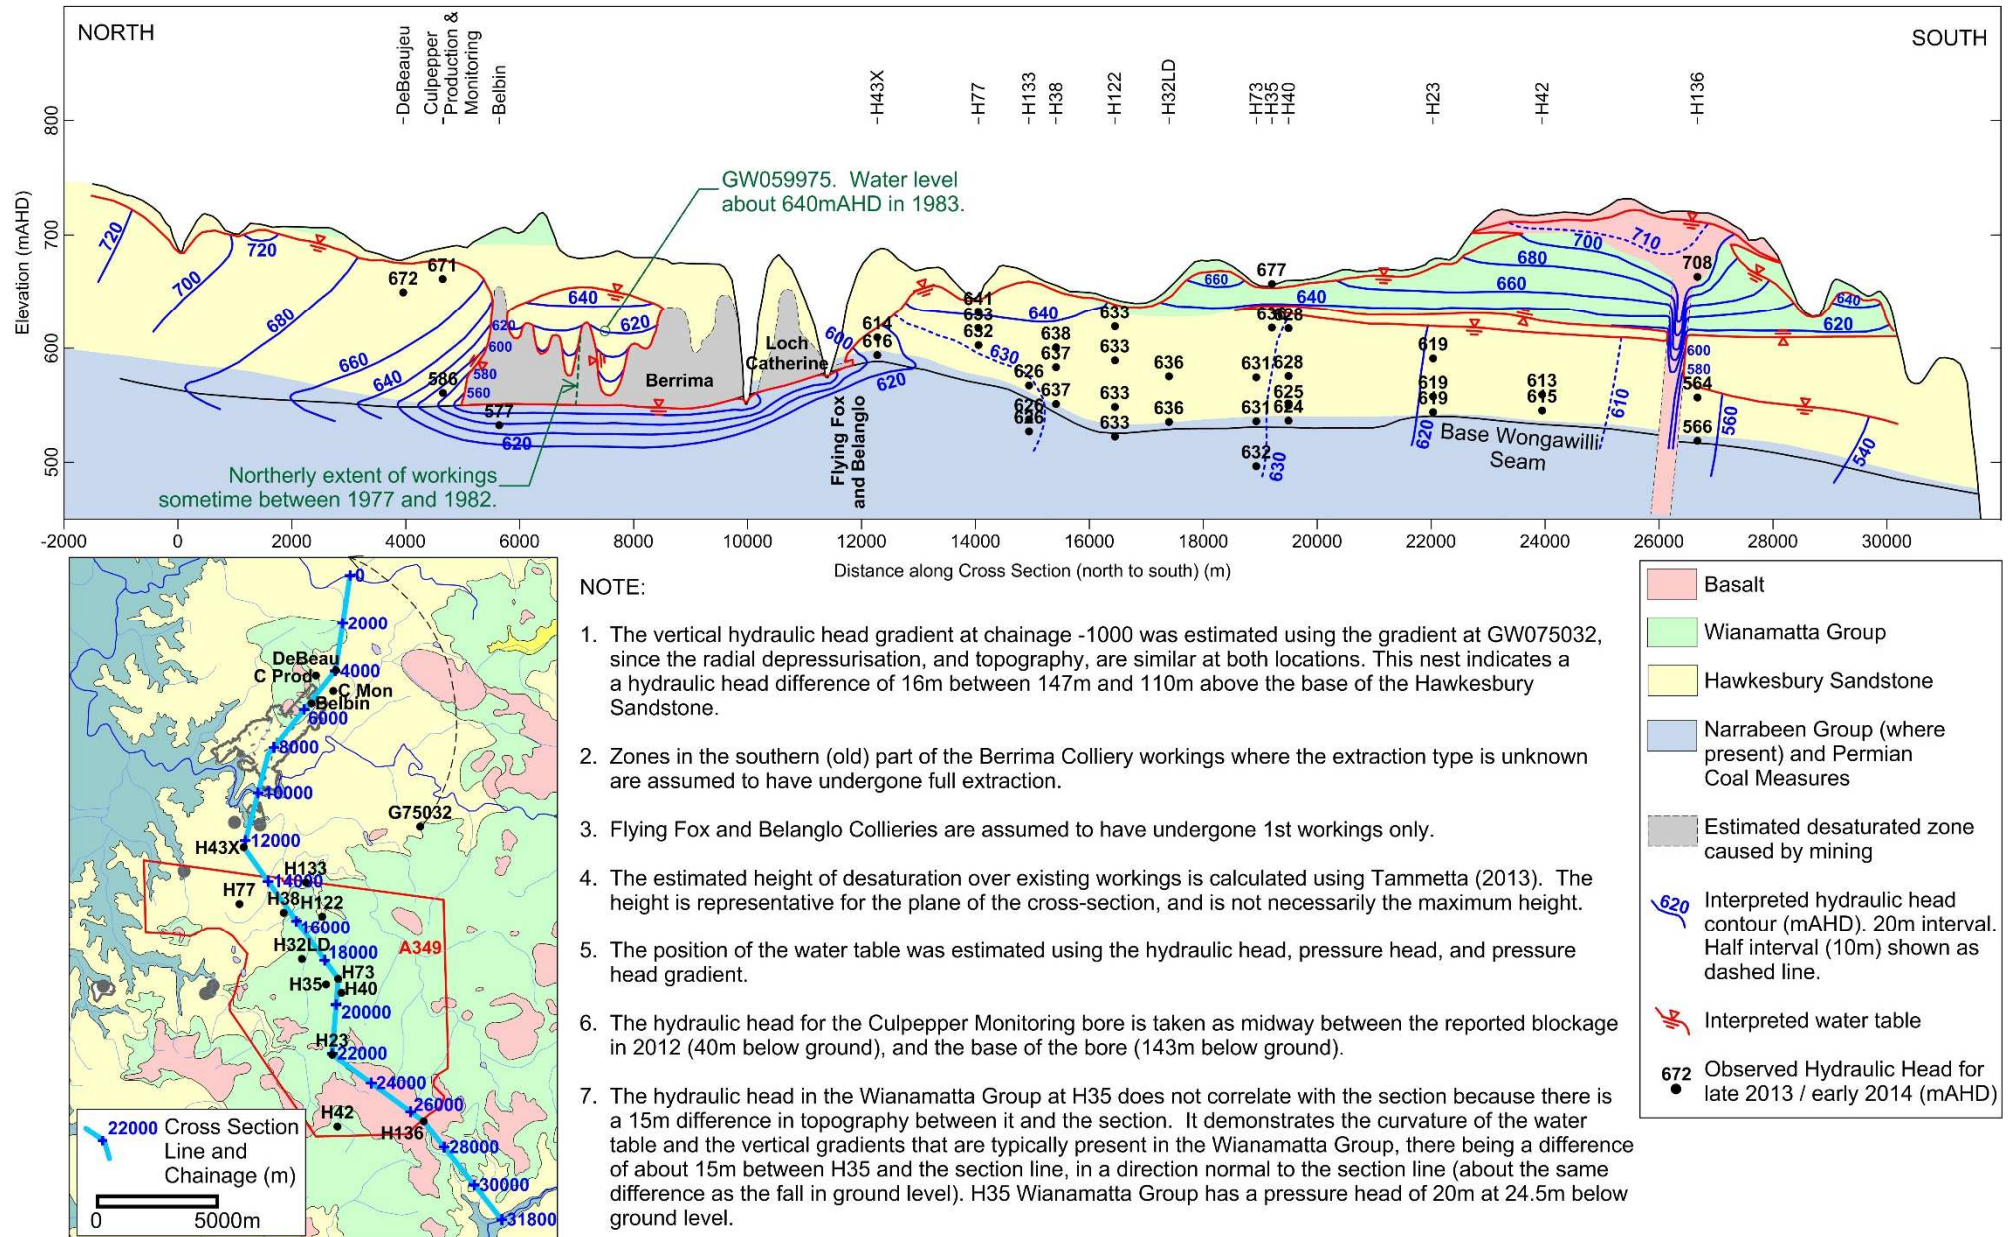 NORTH
SOUTH
DeBeaujeu
Culpepper
Production &
Monitoring
Belbin
H43X
H77
H133
H38
H122
H32LD
H73
H35
H40
H23
H42
H136
Elevation (mAHD)
800
700
600
500
GW059975. Water level
about 640mAHD in 1983.
720
700
720
680
660
640
672
671
586
577
620
600
580
560
640
620
620
Berrima
Loch
Catherine
Flying Fox
and Belanglo
Northerly extent of workings
sometime between 1977 and 1982.
614
616
600
620
641
633
632
640
630
626
626
638
637
637
633
633
633
633
660
636
636
677
640
628
631
628
625
631
624
632
630
619
619
619
620
613
615
610
Base Wongawilli
Seam
660
680
700
710
708
600
580
564
566
560
540
640
620
-2000
0
2000
4000
6000
8000
10000
12000
14000
16000
18000
20000
22000
24000
26000
28000
30000
Distance along Cross Section (north to south) (m)
0
2000
DeBeau
4000
C Prod
C Mon
Belbin
6000
8000
10000
G75032
12000
H43X
H133
14000
H77
H38
H122
16000
H32LD
A349
18000
H73
H35
H40
20000
H23
22000
24000
26000
H42
H136
28000
30000
31800
22000 Cross Section
Line and
Chainage (m)
0 5000m
NOTE:
1. The vertical hydraulic head gradient at chainage -1000 was estimated using the gradient at GW075032,
since the radial depressurisation, and topography, are similar at both locations. This nest indicates a
a hydraulic head difference of 16m between 147m and 110m above the base of the Hawkesbury
Sandstone.
2. Zones in the southern (old) part of the Berrima Colliery workings where the extraction type is unknown
are assumed to have undergone full extraction.
3. Flying Fox and Belanglo Collieries are assumed to have undergone 1st workings only.
4. The estimated height of desaturation over existing workings is calculated using Tammetta (2013). The
height is representative for the plane of the cross-section, and is not necessarily the maximum height.
5. The position of the water table was estimated using the hydraulic head, pressure head, and pressure
head gradient.
6. The hydraulic head for the Culpepper Monitoring bore is taken as midway between the reported blockage
in 2012 (40m below ground), and the base of the bore (143m below ground).
7. The hydraulic head in the Wianamatta Group at H35 does not correlate with the section because there is
a 15m difference in topography between it and the section. It demonstrates the curvature of the water
table and the vertical gradients that are typically present in the Wianamatta Group, there being a difference
of about 15m between H35 and the section line, in a direction normal to the section line (about the same
difference as the fall in ground level). H35 Wianamatta Group has a pressure head of 20m at 24.5m below
ground level.
Basalt
Wianamatta Group
Hawkesbury Sandstone
Narrabeen Group (where
present) and Permian
Coal Measures
Estimated desaturated zone
caused by mining
620 Interpreted hydraulic head
contour (mAHD). 20m interval.
Half interval (10m) shown as
dashed line.
Interpreted water table
672 Observed Hydraulic Head for
late 2013 / early 2014 (mAHD)